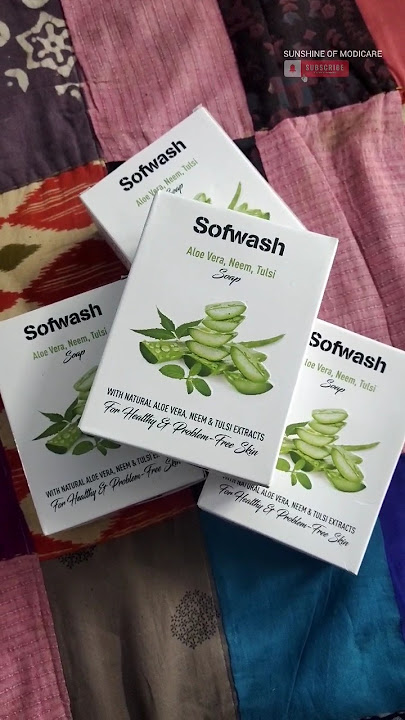 SUNSHINE OF MODICARE
SUBSCRIBE
Sofwash
Aloe Vera, Neem, Tulsi
Soap
Sofwash
Aloe Vera, Neem, Tulsi
Soap
WITH NATURAL ALOE VERA, NEEM & TULSI EXTRACTS
For Healthy & Problem-Free Skin
Sofwash
Aloe Vera, Neem, Tulsi
Soap
WITH NATURAL ALOE VERA, NEEM & TULSI EXTRACTS
For Healthy & Problem-Free Skin
Sofwash
Aloe Vera, Neem, Tulsi
Soap
WITH NATURAL ALOE VERA, NEEM & TULSI EXTRACTS
For Healthy & Problem-Free Skin